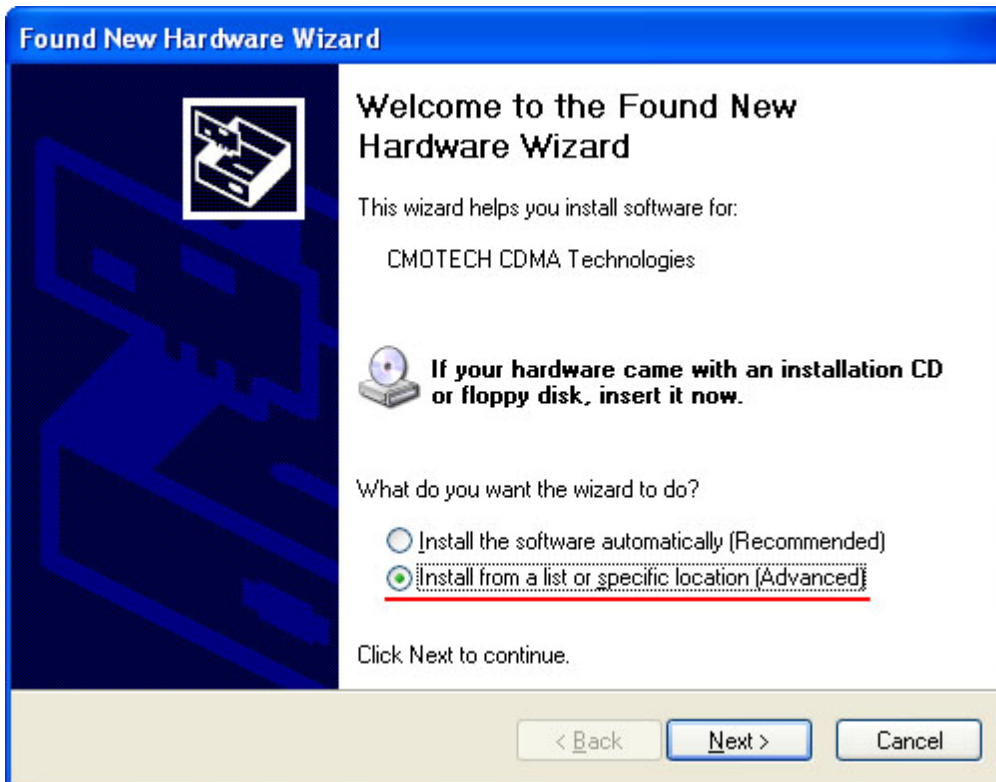 Found New Hardware Wizard
Welcome to the Found New
Hardware Wizard
This wizard helps you install software for:
CMOTECH CDMA Technologies
If your hardware came with an installation CD
or floppy disk, insert it now.
What do you want the wizard to do?
Install the software automatically (Recommended)
Install from a list or specific location (Advanced)
Click Next to continue.
< Back Next > Cancel